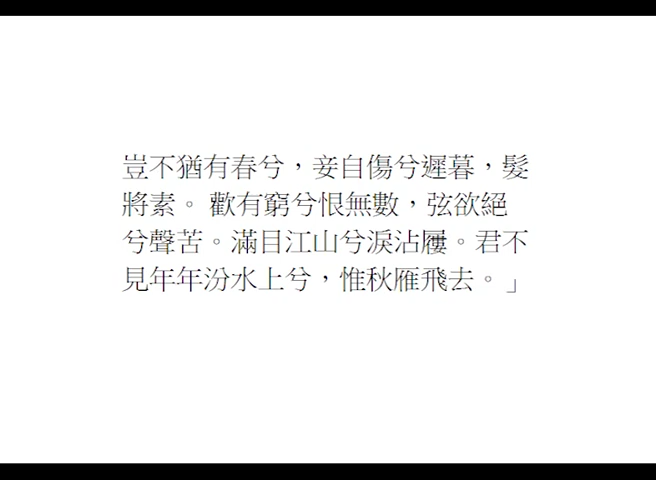 豈不猶有春兮，妾自傷兮遲暮，髮
將素。 歡有窮兮恨無數，弦欲絕
兮聲苦。滿目江山兮淚沾屨。君不
見年年汾水上兮，惟秋雁飛去。」